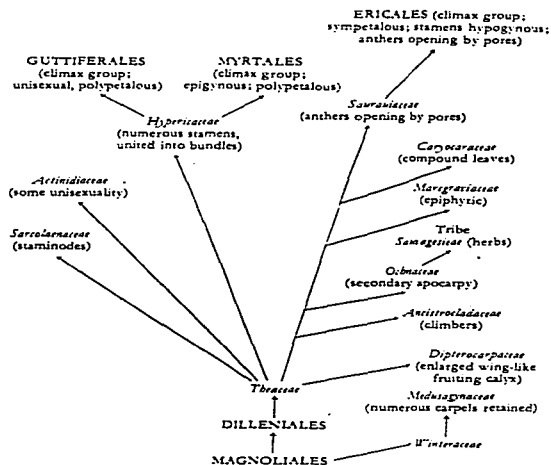 ERICALES (climax group;
sympetalous; stamens hypogynous;
anthers opening by pores)
GUTTIFERALES
(climax group;
unisexual, polypetalous)
MYRTALES
(climax group;
epigynous; polypetalous)
Saurauiaceae
(anthers opening by pores)
Hypericaceae
(numerous stamens,
united into bundles)
Caryocaraceae
(compound leaves)
Actinidiaceae
(some unisexuality)
Marcgraviaceae
(epiphytic)
Sarcolaenaceae
(staminodes)
Tribe
Sauvagesieae (herbs)
Ochnaceae
(secondary apocarpy)
Ancistrocladaceae
(climbers)
Dipterocarpaceae
(enlarged wing-like
fruiting calyx)
Theaceae
Medusagynaceae
(numerous carpels retained)
DILLENIALES
Winteraceae
MAGNOLIALES